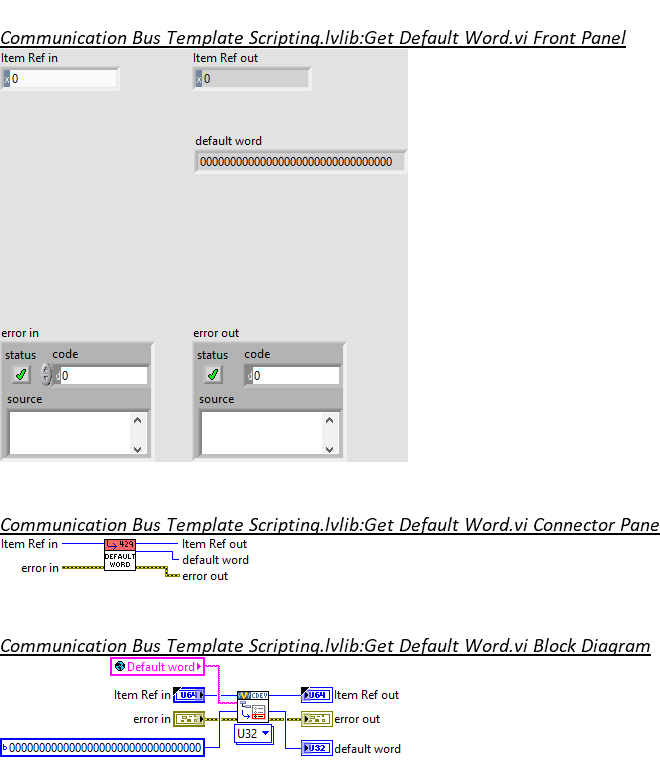 Communication Bus Template Scripting.lvlib:Get Default Word.vi Front Panel
Item Ref in Item Ref out
x 0 x 0
default word
00000000000000000000000000000000
error in error out
status code status code
d 0 d 0
source source
Communication Bus Template Scripting.lvlib:Get Default Word.vi Connector Pane
Item Ref in 429 Item Ref out
DEFAULT WORD default word
error in error out
Communication Bus Template Scripting.lvlib:Get Default Word.vi Block Diagram
Default word
Item Ref in U64 CDEV U64 Item Ref out
error in error out
b 00000000000000000000000000000000 U32 U32 default word